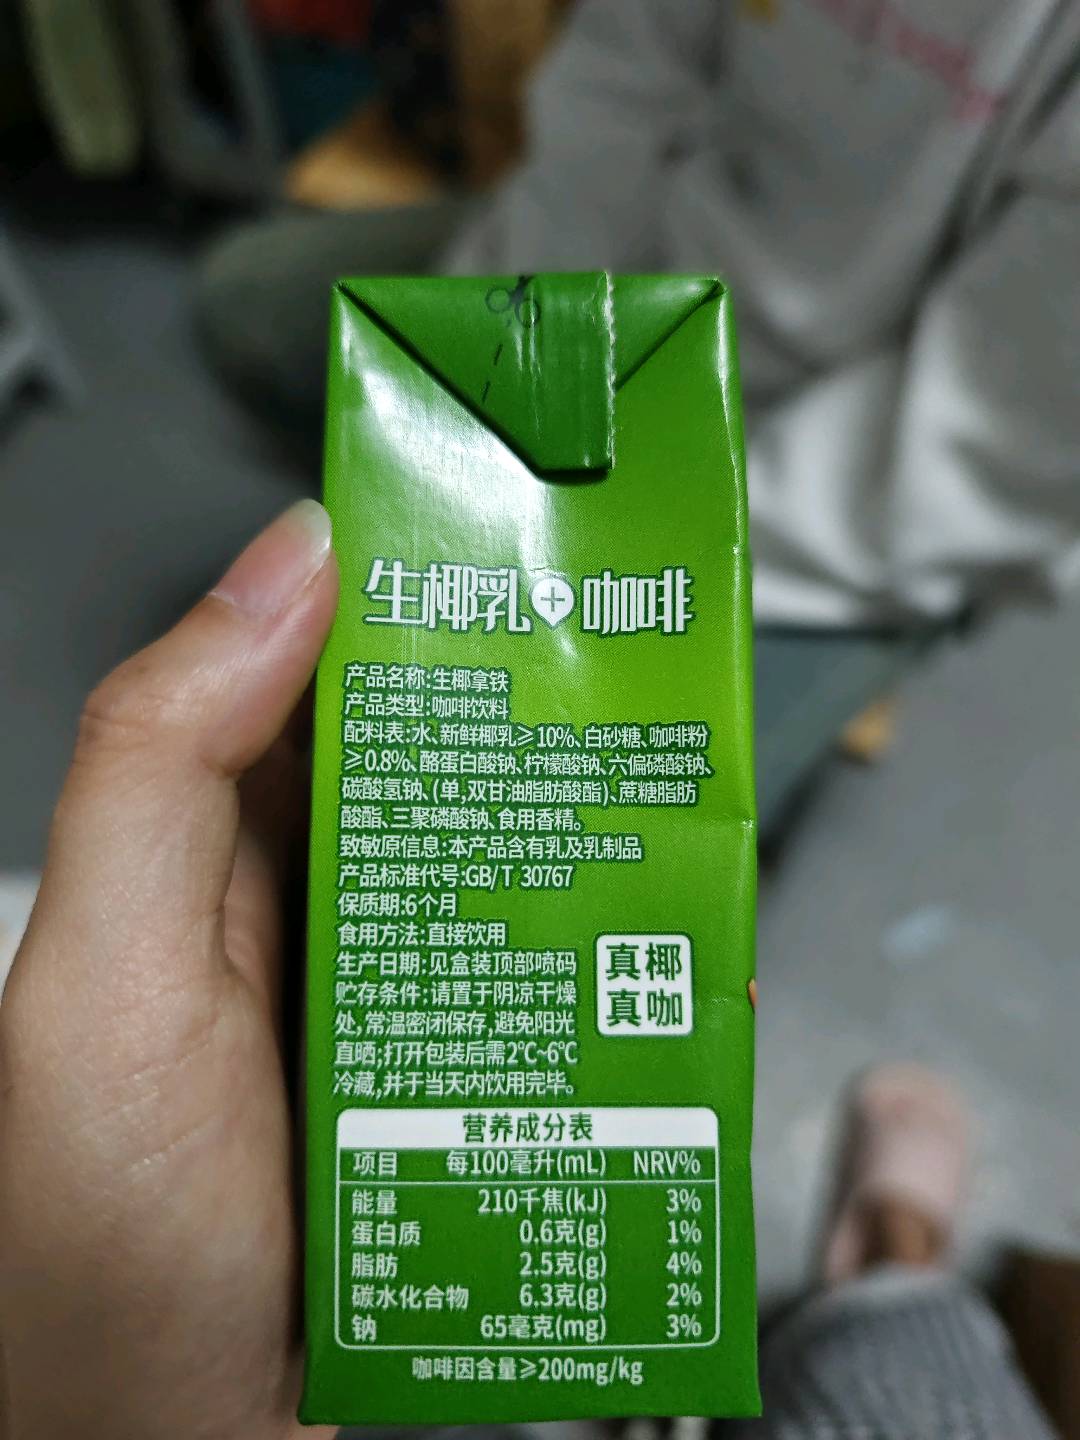 生椰乳+咖啡
产品名称:生椰拿铁
产品类型:咖啡饮料
配料表:水、新鲜椰乳≥10%、白砂糖、咖啡粉
≥0.8%、酪蛋白酸钠、柠檬酸钠、六偏磷酸钠、
碳酸氢钠、(单,双甘油脂肪酸酯)、蔗糖脂肪
酸酯、三聚磷酸钠、食用香精。
致敏原信息:本产品含有乳及乳制品
产品标准代号:GB/T 30767
保质期:6个月
食用方法:直接饮用
生产日期:见盒装顶部喷码
贮存条件:请置于阴凉干燥
处,常温密闭保存,避免阳光
直晒;打开包装后需2℃~6℃
冷藏,并于当天内饮用完毕。
真椰
真咖
营养成分表
项目 每100毫升(mL) NRV%
能量 210千焦(kJ) 3%
蛋白质 0.6克(g) 1%
脂肪 2.5克(g) 4%
碳水化合物 6.3克(g) 2%
钠 65毫克(mg) 3%
咖啡因含量≥200mg/kg